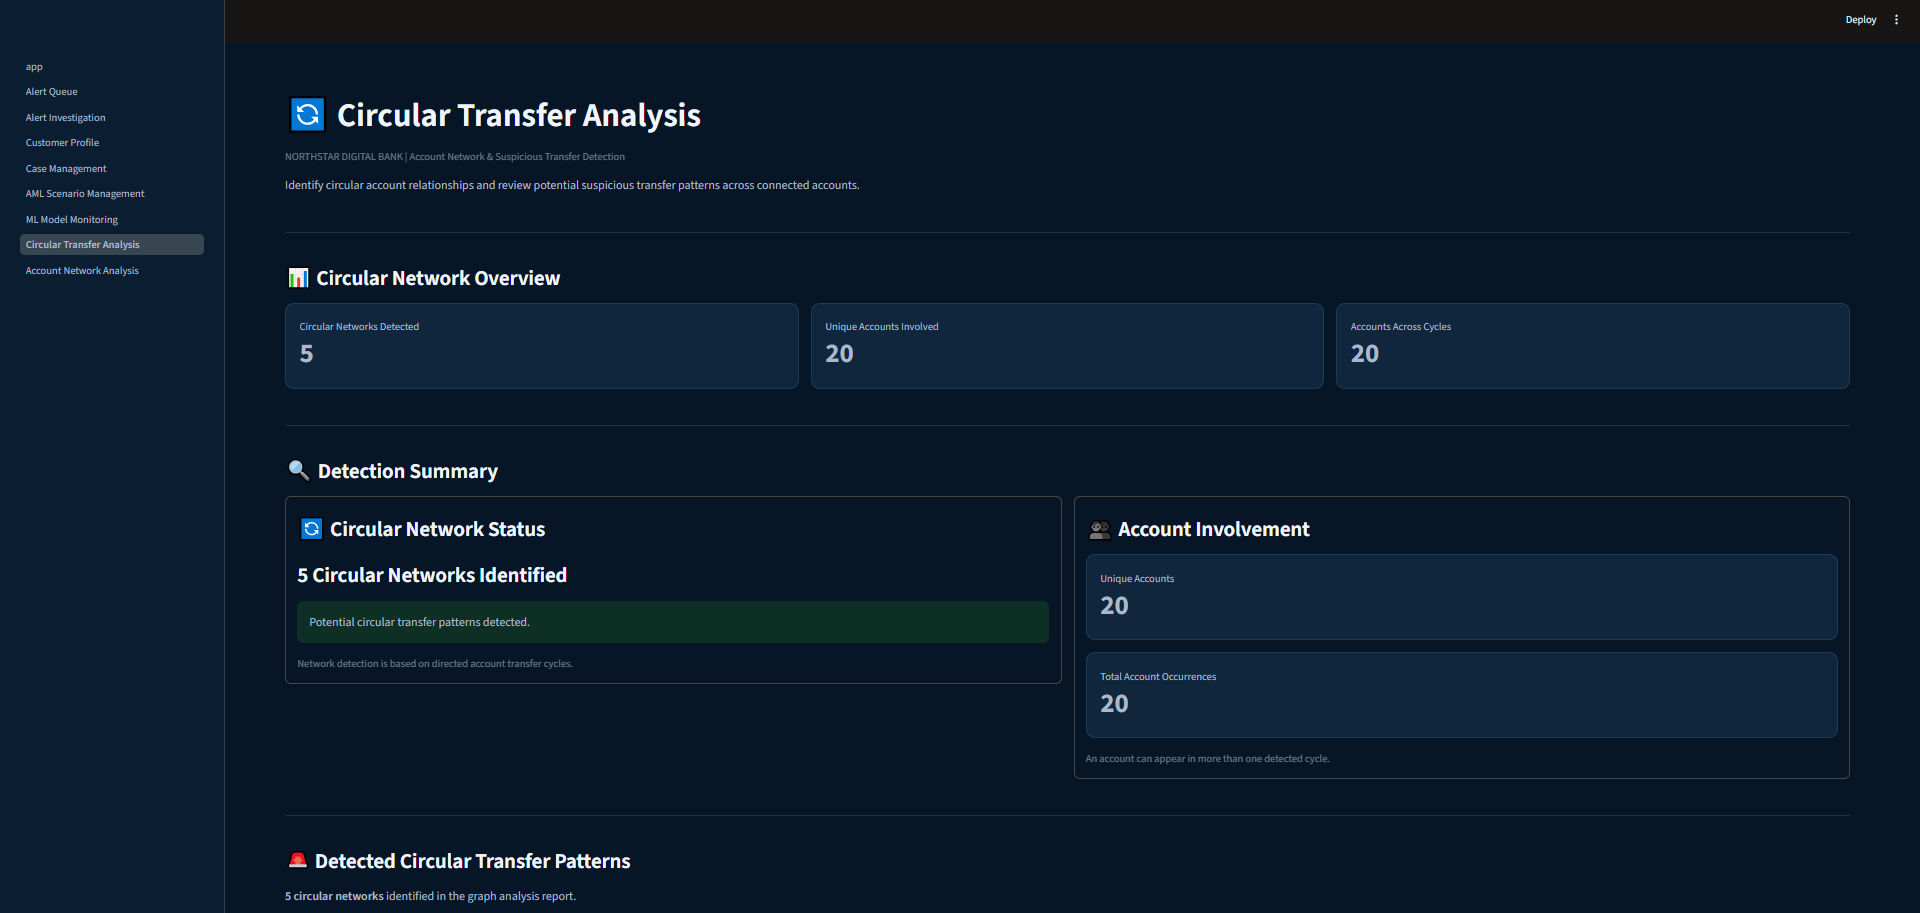 Deploy
app
Alert Queue
Alert Investigation
Customer Profile
Case Management
AML Scenario Management
ML Model Monitoring
Circular Transfer Analysis
Account Network Analysis
Circular Transfer Analysis
NORTHSTAR DIGITAL BANK | Account Network & Suspicious Transfer Detection
Identify circular account relationships and review potential suspicious transfer patterns across connected accounts.
Circular Network Overview
Circular Networks Detected
5
Unique Accounts Involved
20
Accounts Across Cycles
20
Detection Summary
Circular Network Status
5 Circular Networks Identified
Potential circular transfer patterns detected.
Network detection is based on directed account transfer cycles.
Account Involvement
Unique Accounts
20
Total Account Occurrences
20
An account can appear in more than one detected cycle.
Detected Circular Transfer Patterns
5 circular networks identified in the graph analysis report.